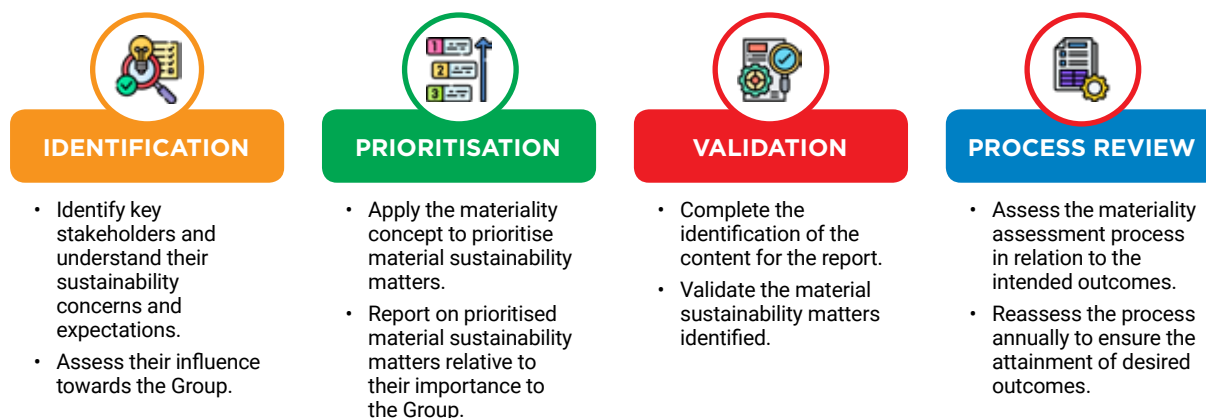 IDENTIFICATION
• Identify key
stakeholders and
understand their
sustainability
concerns and
expectations.
• Assess their influence
towards the Group.
1
2
3
PRIORITISATION
• Apply the materiality
concept to prioritise
material sustainability
matters.
• Report on prioritised
material sustainability
matters relative to
their importance to
the Group.
VALIDATION
• Complete the
identification of the
content for the report.
• Validate the material
sustainability matters
identified.
PROCESS REVIEW
• Assess the materiality
assessment process
in relation to the
intended outcomes.
• Reassess the process
annually to ensure the
attainment of desired
outcomes.